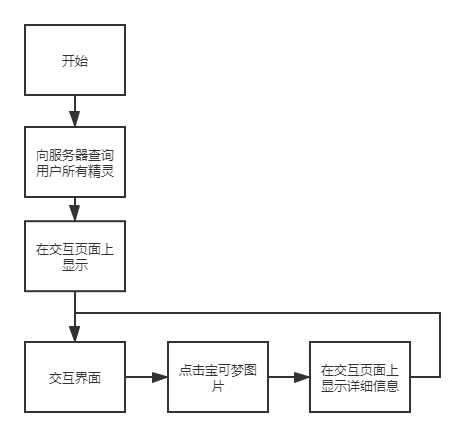 开始
向服务器查询
用户所有精灵
在交互页面上
显示
交互界面
点击宝可梦图
片
在交互页面上
显示详细信息